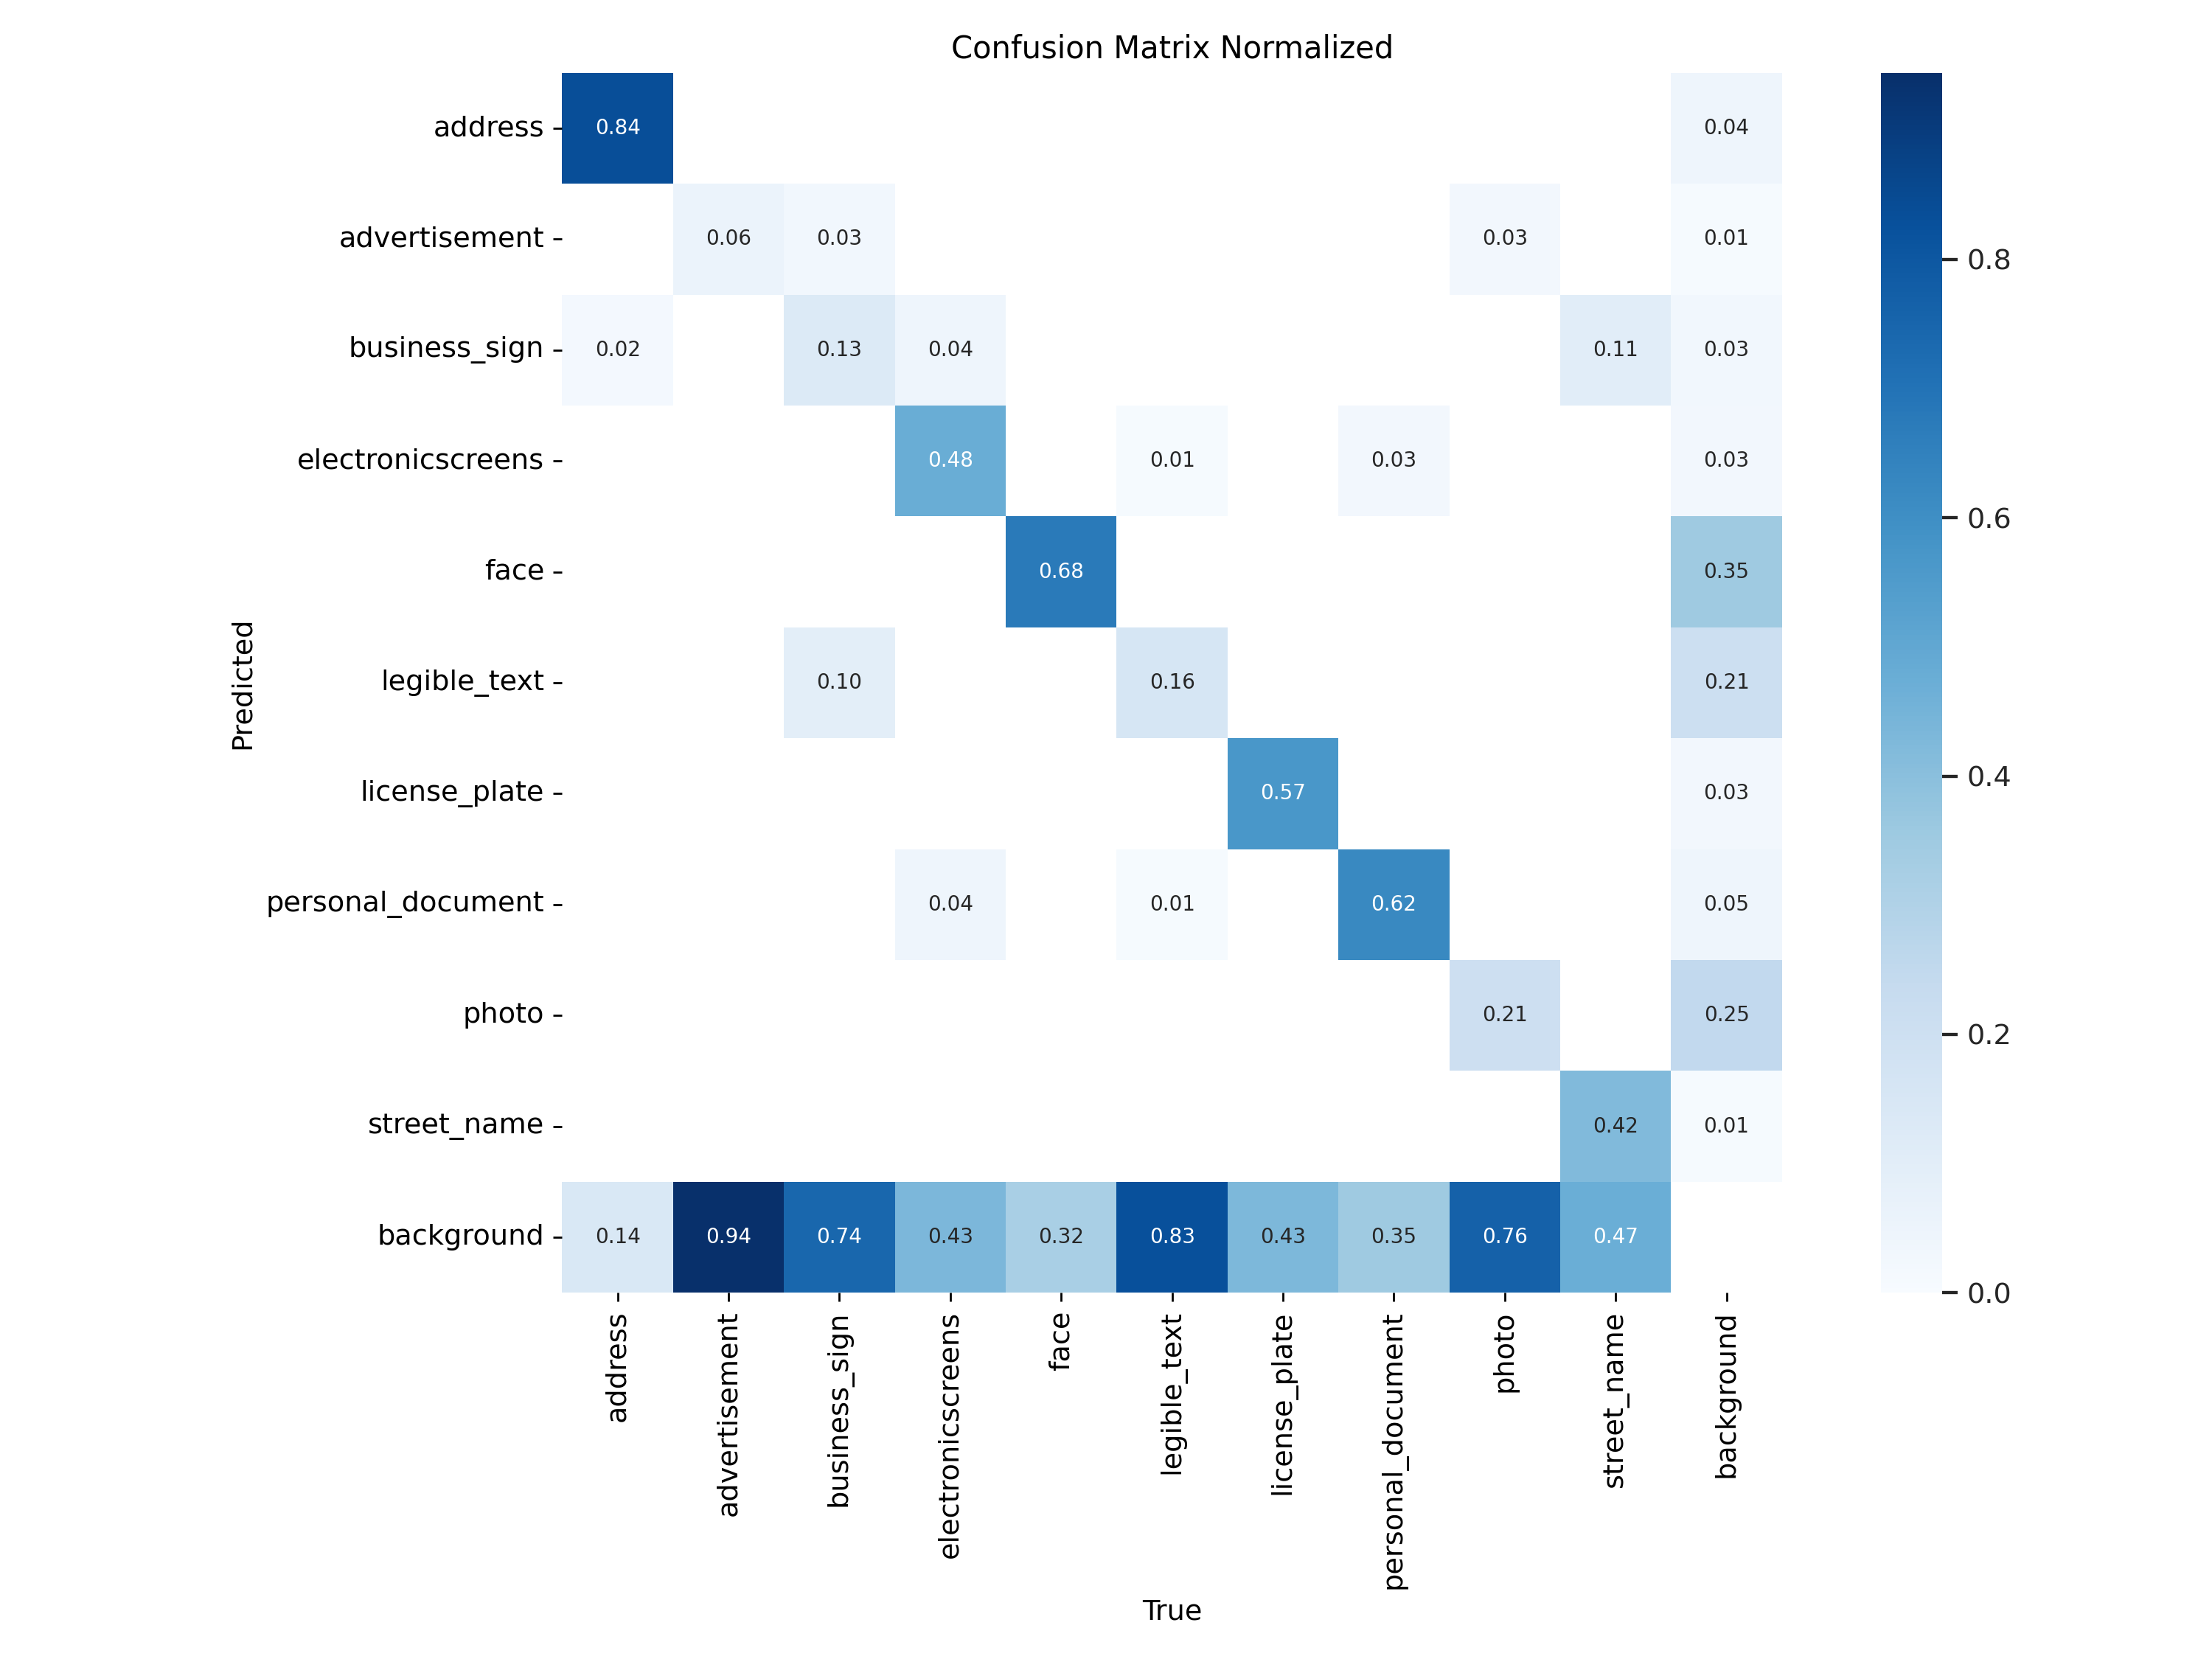 Confusion Matrix Normalized
address 0.84 0.04
advertisement 0.06 0.03 0.03 0.01 0.8
business_sign 0.02 0.13 0.04 0.11 0.03
electronicscreens 0.48 0.01 0.03 0.03
0.6
face 0.68 0.35
legible_text 0.10 0.16 0.21
Predicted
license_plate 0.57 0.03 0.4
personal_document 0.04 0.01 0.62 0.05
photo 0.21 0.25 0.2
street_name 0.42 0.01
background 0.14 0.94 0.74 0.43 0.32 0.83 0.43 0.35 0.76 0.47
0.0
address
advertisement
business_sign
electronicscreens
face
legible_text
license_plate
personal_document
photo
street_name
background
True